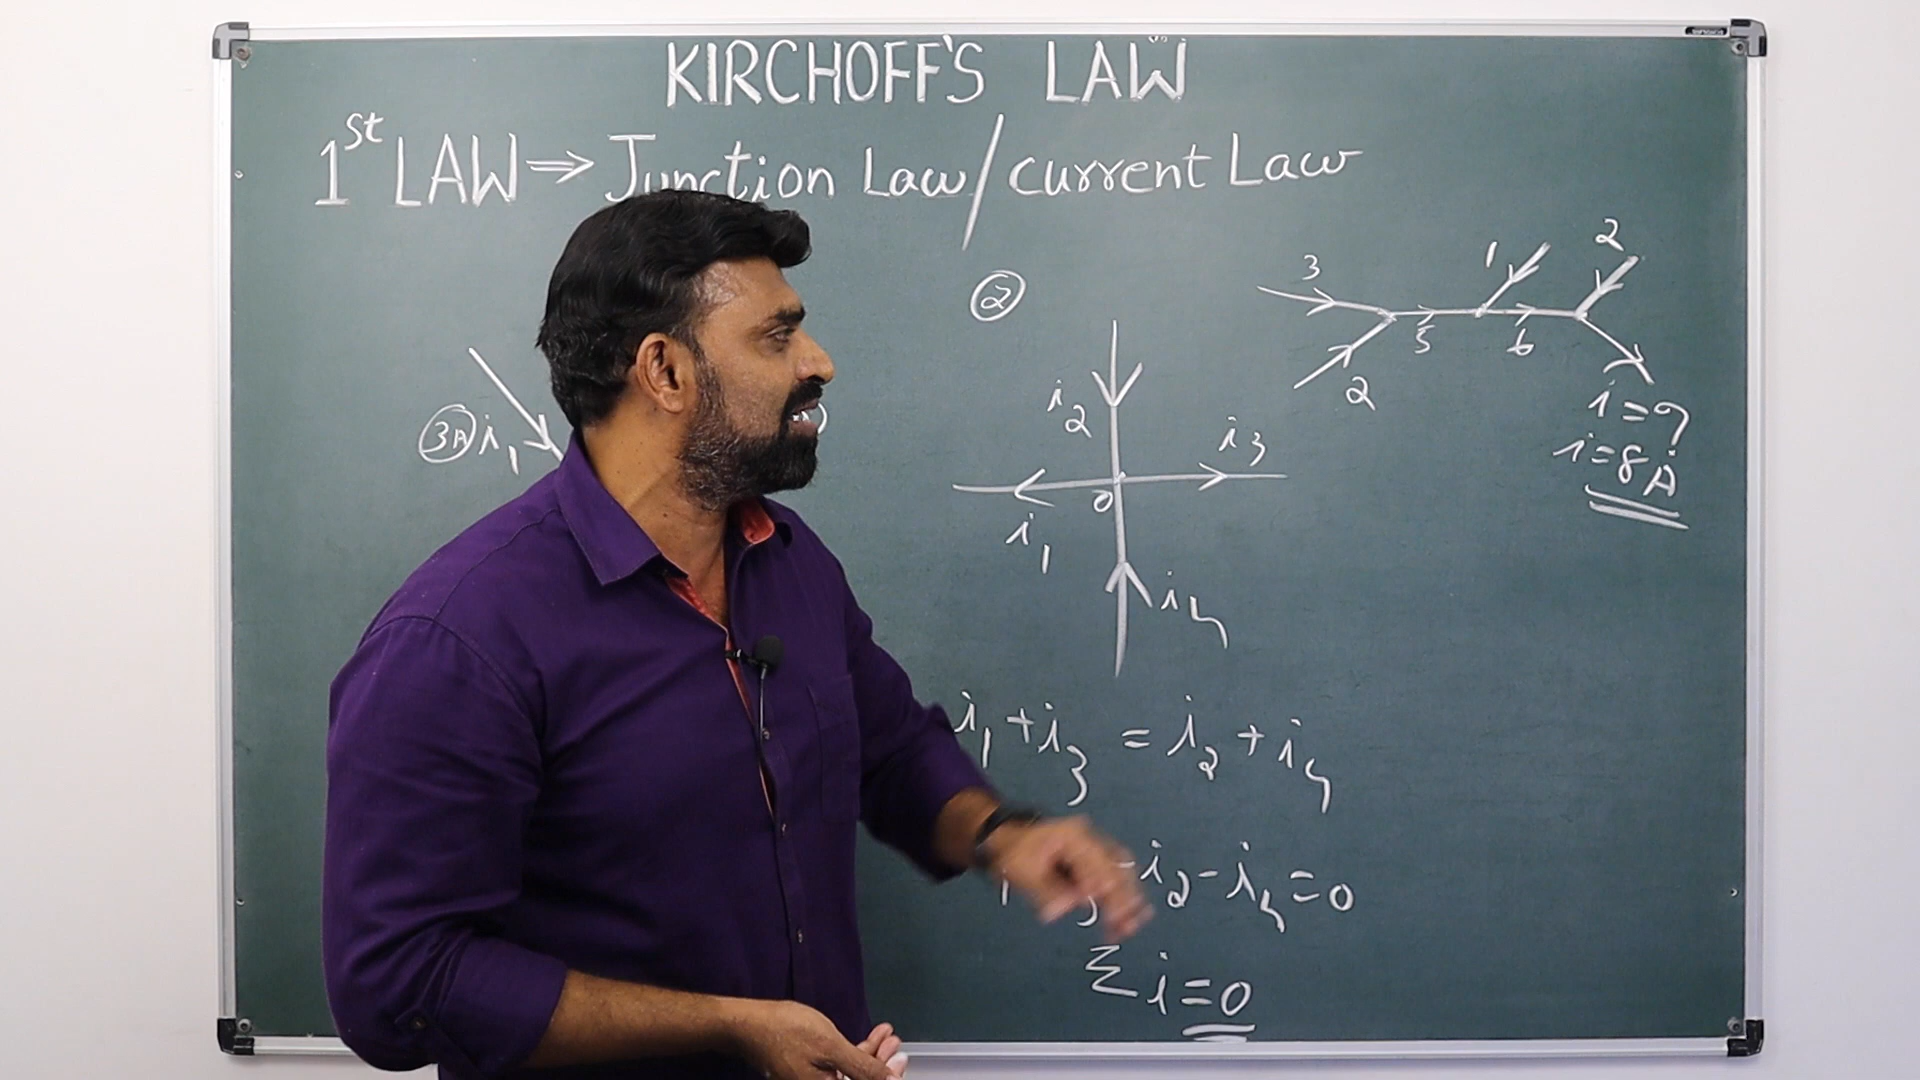 KIRCHOFF'S LAW
1st LAW ⇒ Junction Law / current Law
②
3 1 2
5 6
2
i=?
i=8A
3A i1
i2
i3
0
i1
i4
i1 + i3 = i2 + i4
-i2 - i4 = 0
Σi = 0